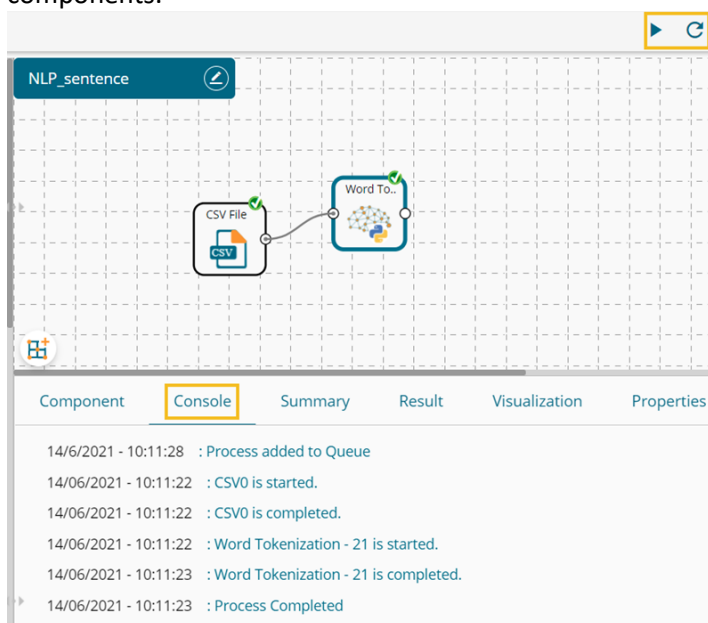 components.
NLP_sentence
Word To..
CSV File
CSV
Component Console Summary Result Visualization Properties
14/6/2021 - 10:11:28 : Process added to Queue
14/06/2021 - 10:11:22 : CSV0 is started.
14/06/2021 - 10:11:22 : CSV0 is completed.
14/06/2021 - 10:11:22 : Word Tokenization - 21 is started.
14/06/2021 - 10:11:23 : Word Tokenization - 21 is completed.
14/06/2021 - 10:11:23 : Process Completed